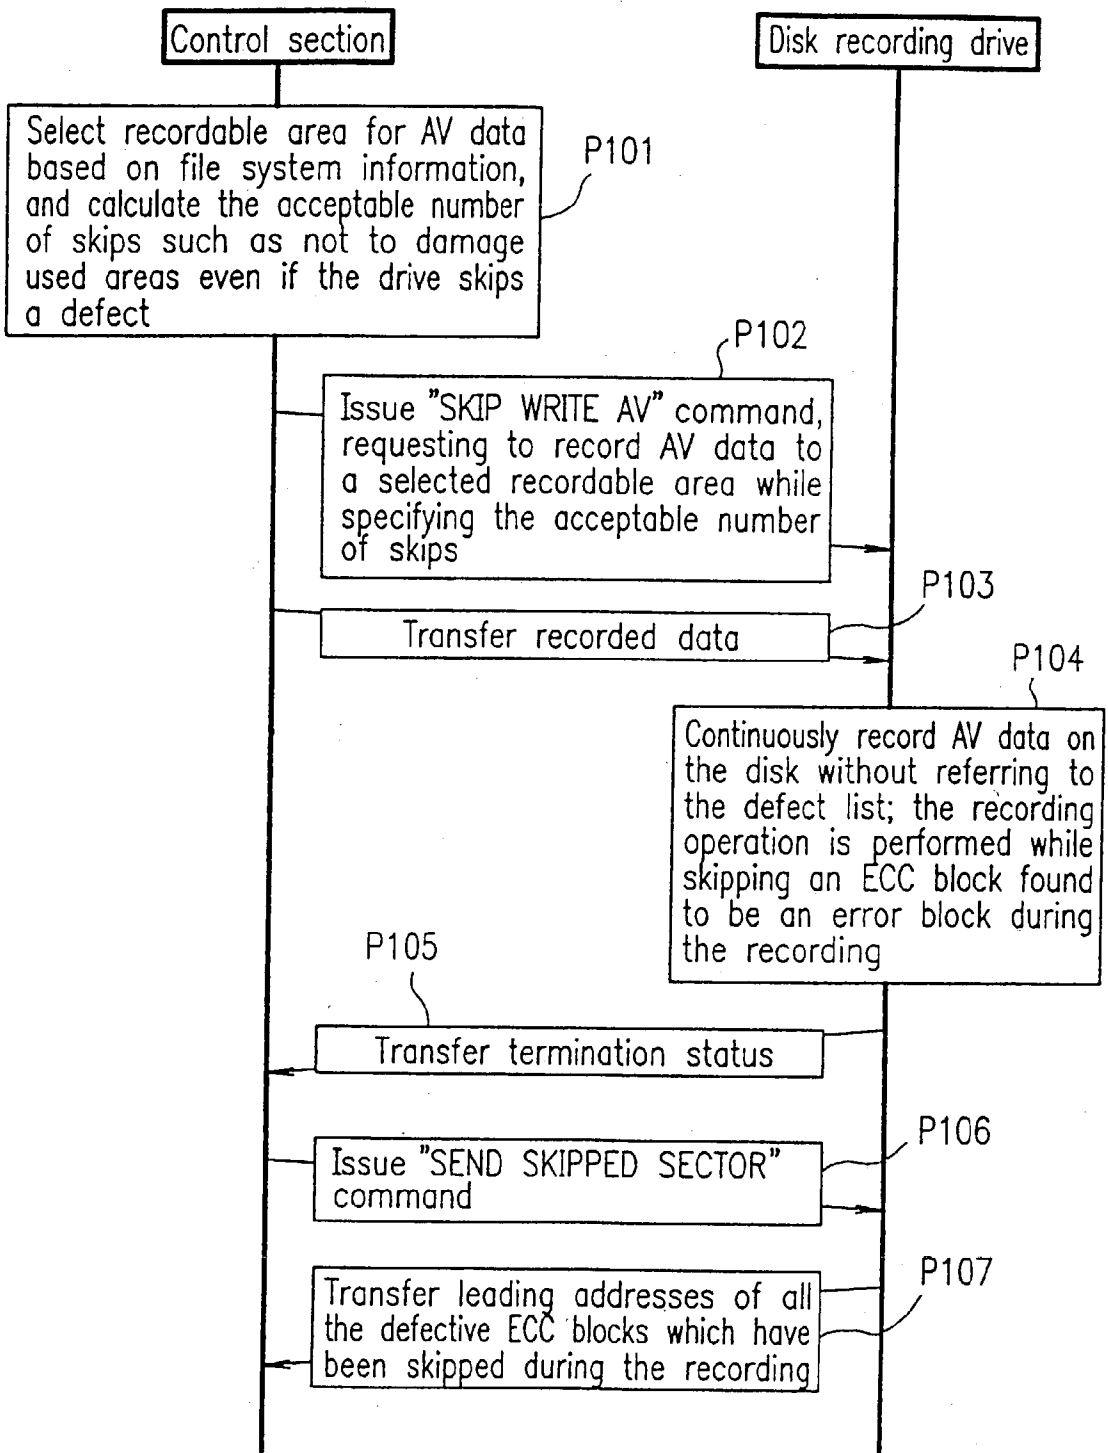 Control section
Disk recording drive
Select recordable area for AV data
based on file system information,
and calculate the acceptable number
of skips such as not to damage
used areas even if the drive skips
a defect
P101
P102
Issue "SKIP WRITE AV" command,
requesting to record AV data to
a selected recordable area while
specifying the acceptable number
of skips
P103
Transfer recorded data
P104
Continuously record AV data on
the disk without referring to
the defect list; the recording
operation is performed while
skipping an ECC block found
to be an error block during
the recording
P105
Transfer termination status
P106
Issue "SEND SKIPPED SECTOR"
command
P107
Transfer leading addresses of all
the defective ECC blocks which have
been skipped during the recording